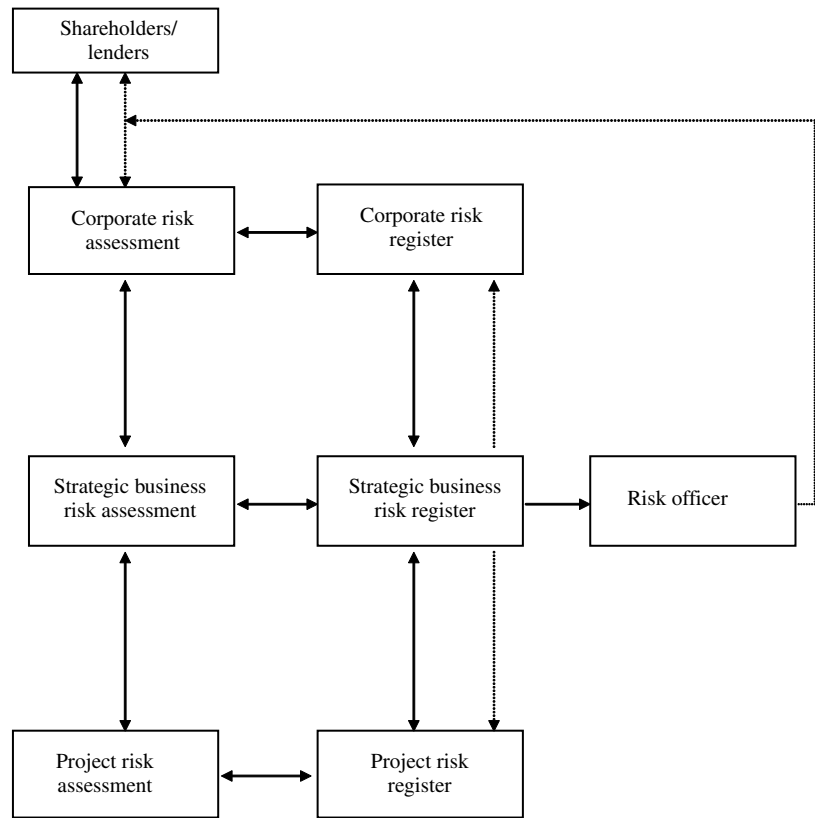 Shareholders/
lenders
Corporate risk
assessment
Corporate risk
register
Strategic business
risk assessment
Strategic business
risk register
Risk officer
Project risk
assessment
Project risk
register